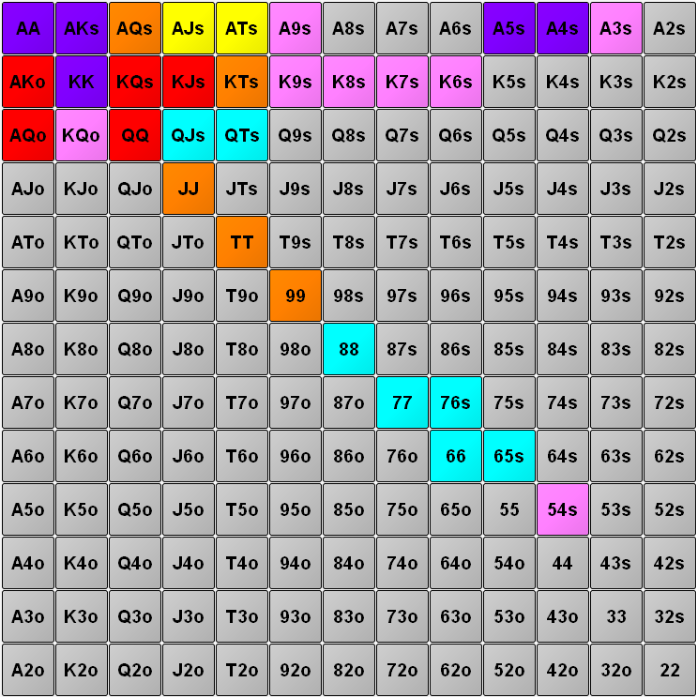 AA AKs AQs AJs ATs A9s A8s A7s A6s A5s A4s A3s A2s
AKo KK KQs KJs KTs K9s K8s K7s K6s K5s K4s K3s K2s
AQo KQo QQ QJs QTs Q9s Q8s Q7s Q6s Q5s Q4s Q3s Q2s
AJo KJo QJo JJ JTs J9s J8s J7s J6s J5s J4s J3s J2s
ATo KTo QTo JTo TT T9s T8s T7s T6s T5s T4s T3s T2s
A9o K9o Q9o J9o T9o 99 98s 97s 96s 95s 94s 93s 92s
A8o K8o Q8o J8o T8o 98o 88 87s 86s 85s 84s 83s 82s
A7o K7o Q7o J7o T7o 97o 87o 77 76s 75s 74s 73s 72s
A6o K6o Q6o J6o T6o 96o 86o 76o 66 65s 64s 63s 62s
A5o K5o Q5o J5o T5o 95o 85o 75o 65o 55 54s 53s 52s
A4o K4o Q4o J4o T4o 94o 84o 74o 64o 54o 44 43s 42s
A3o K3o Q3o J3o T3o 93o 83o 73o 63o 53o 43o 33 32s
A2o K2o Q2o J2o T2o 92o 82o 72o 62o 52o 42o 32o 22